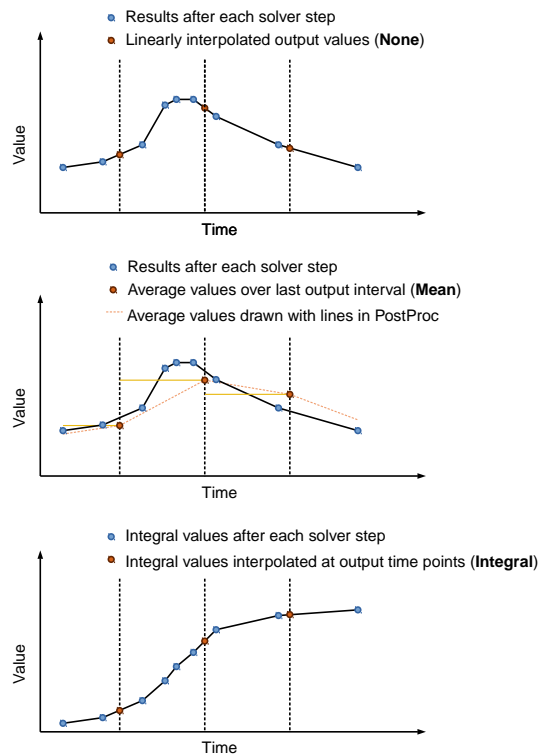 Results after each solver step
Linearly interpolated output values (None)
Value
Time
Results after each solver step
Average values over last output interval (Mean)
Average values drawn with lines in PostProc
Value
Time
Integral values after each solver step
Integral values interpolated at output time points (Integral)
Value
Time